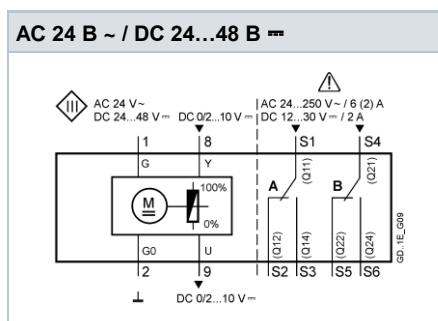 AC 24 В ~ / DC 24…48 В ⎓
AC 24 V~
DC 24...48 V⎓
DC 0/2...10 V⎓
AC 24...250 V~ / 6 (2) A
DC 12...30 V⎓ / 2 A
1 8 S1 S4
G Y (Q11) (Q21)
100%
A B
M
0%
G0 U (Q12) (Q14) (Q22) (Q24)
2 9 S2 S3 S5 S6
DC 0/2...10 V⎓
GD..1E_G09